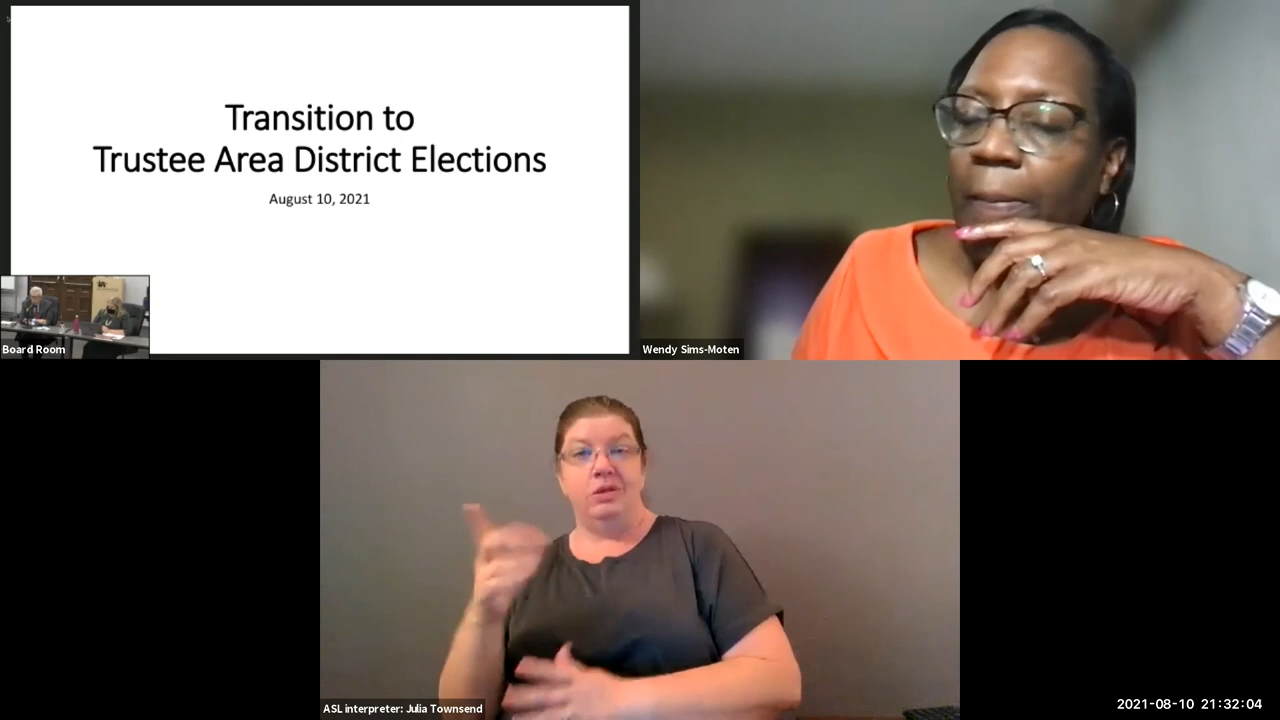 Transition to
Trustee Area District Elections
August 10, 2021
Board Room
Wendy Sims-Moten
ASL interpreter: Julia Townsend
2021-08-10 21:32:04